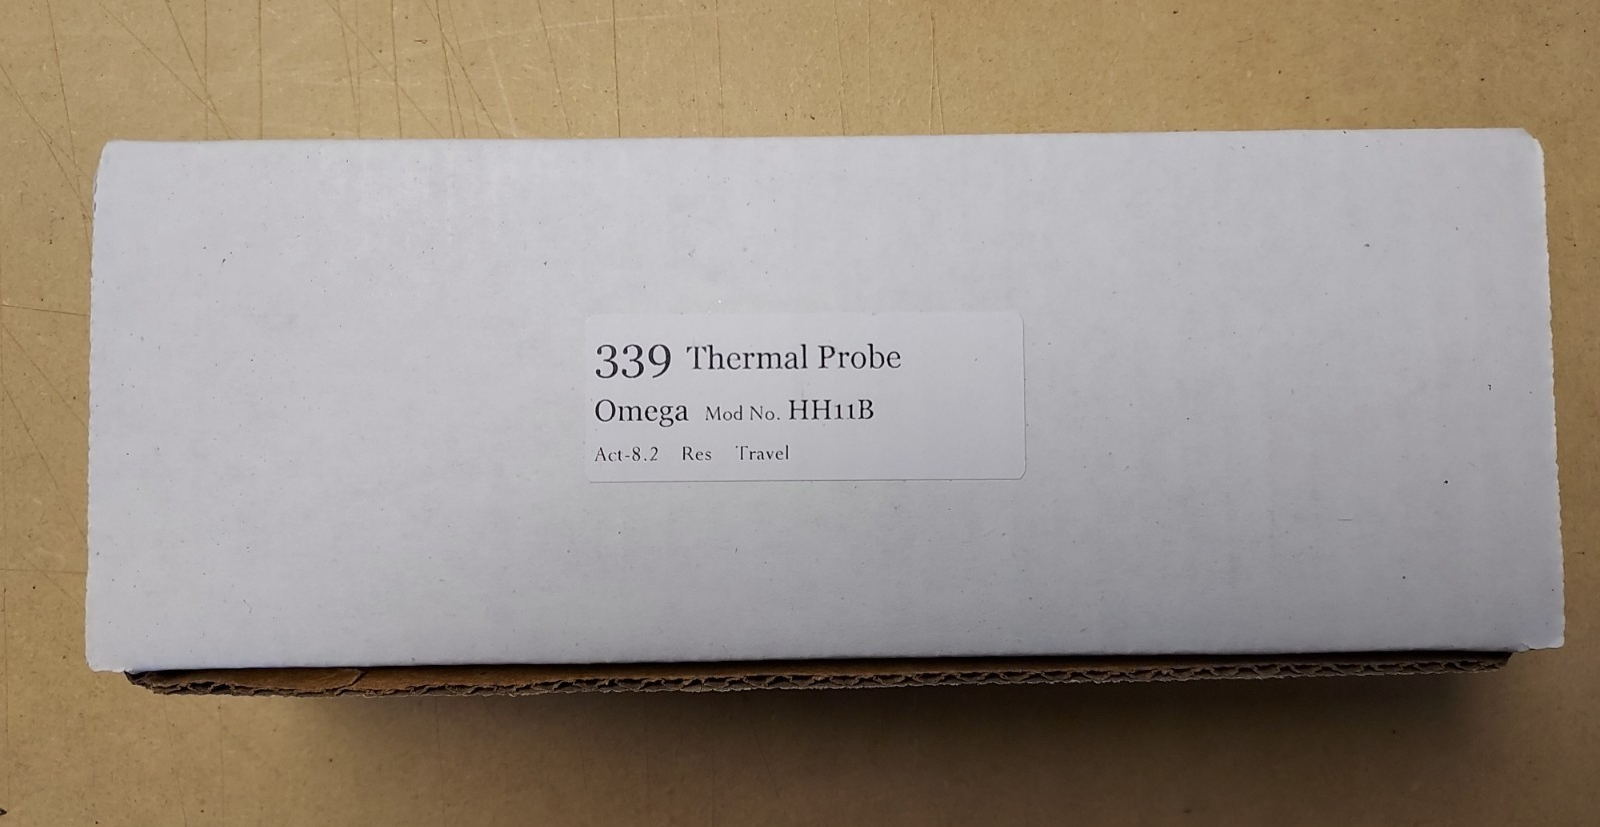 339 Thermal Probe
Omega Mod No. HH11B
Act-8.2 Res Travel